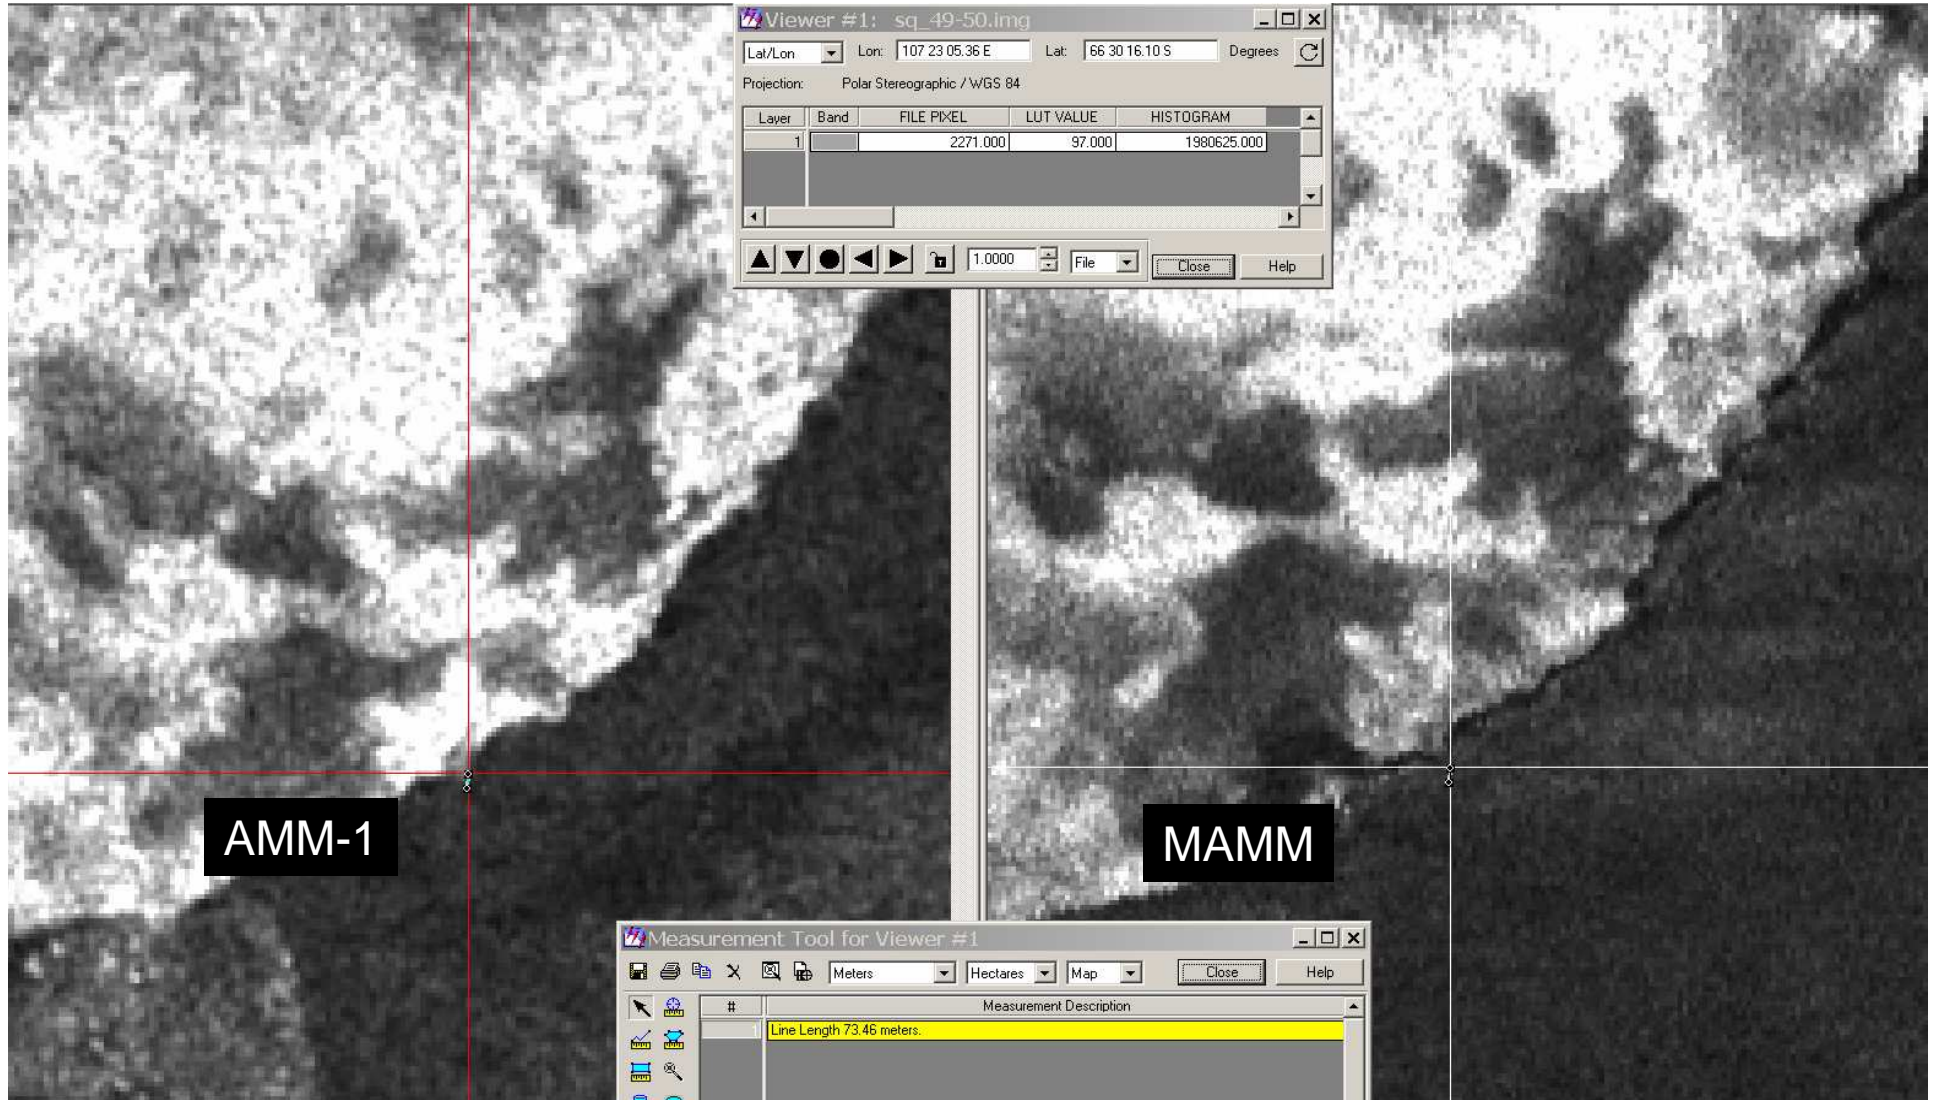 Viewer #1: sq_49-50.img
Lat/Lon Lon: 107 23 05.36 E Lat: 66 30 16.10 S Degrees
Projection: Polar Stereographic / WGS 84
Layer Band FILE PIXEL LUT VALUE HISTOGRAM
1 2271.000 97.000 1980625.000
1.0000 File Close Help
AMM-1
MAMM
Measurement Tool for Viewer #1
Meters Hectares Map Close Help
# Measurement Description
1 Line Length 73.46 meters.